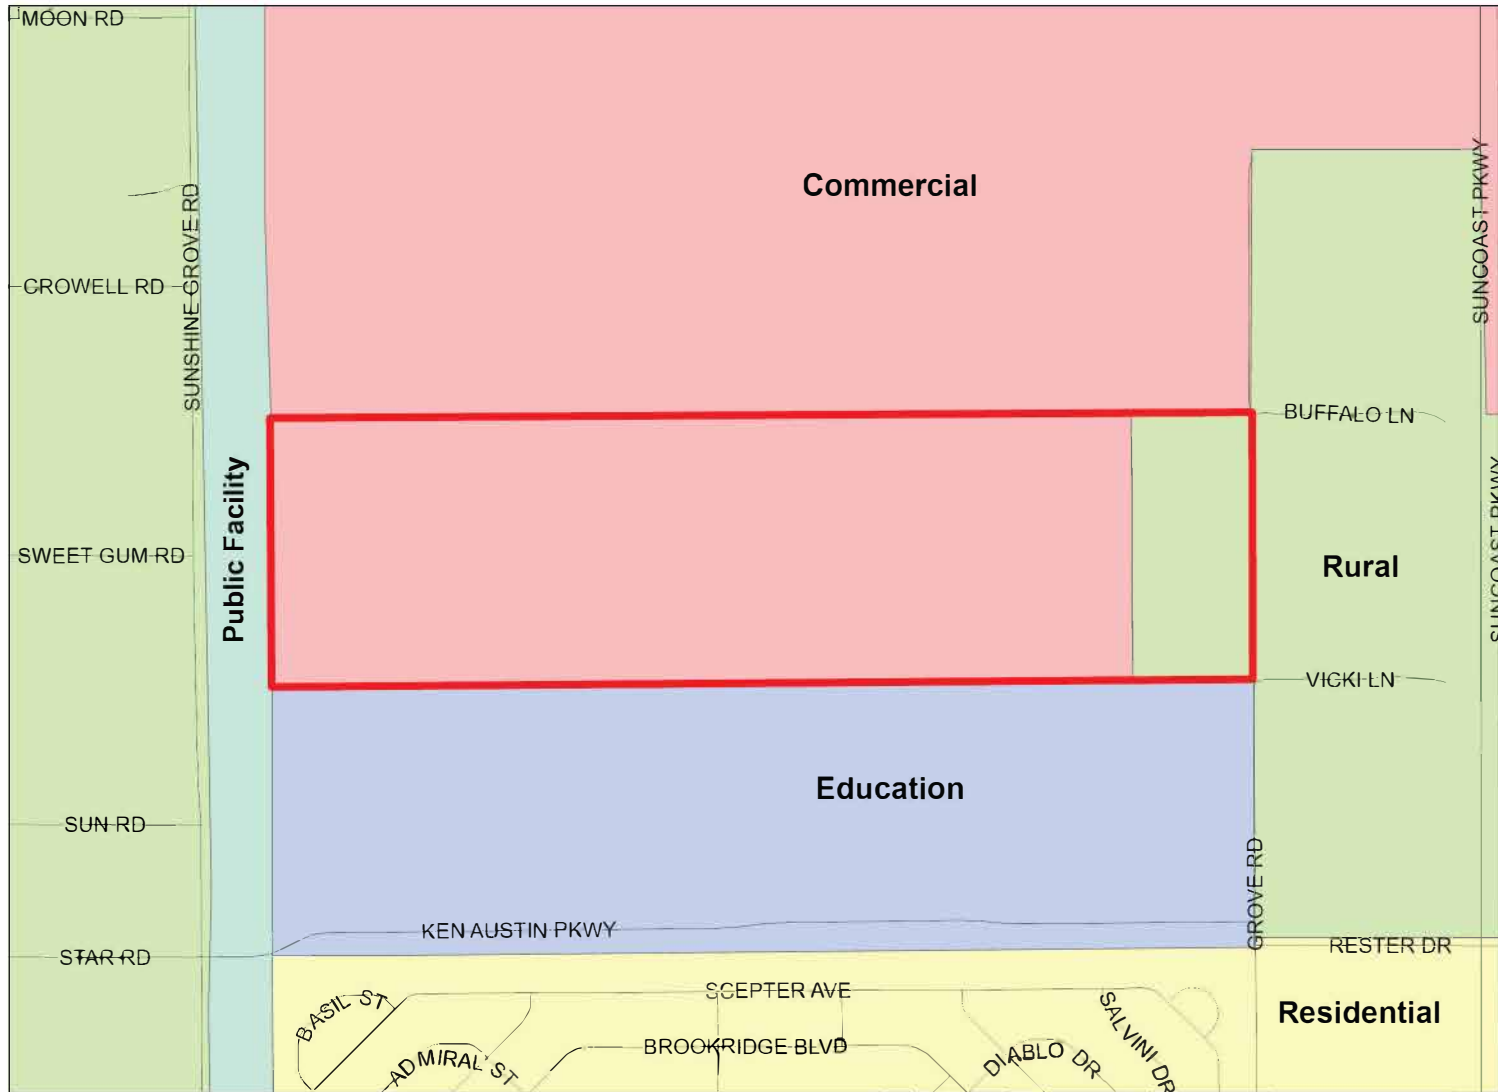 MOON RD
Commercial
SUNCOAST PKWY
SUNSHINE GROVE RD
CROWELL RD
BUFFALO LN
Public Facility
SWEET GUM RD
Rural
SUNCOAST PKWY
VICKI LN
Education
SUN RD
GROVE RD
KEN AUSTIN PKWY
STAR RD
RESTER DR
BASIL ST
SCEPTER AVE
SALVINI DR
Residential
ADMIRAL ST
BROOKRIDGE BLVD
DIABLO DR